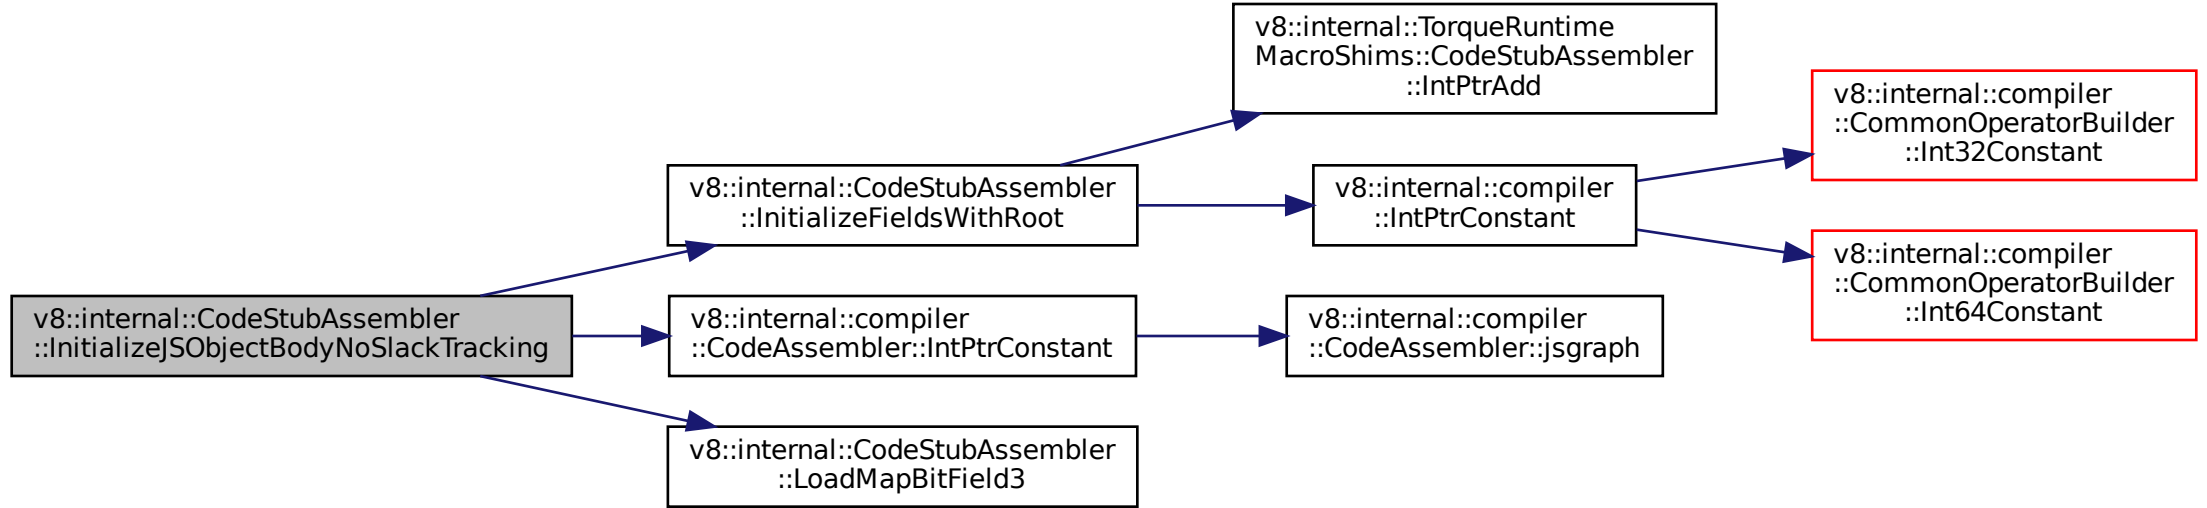 v8::internal::CodeStubAssembler
::InitializeJSObjectBodyNoSlackTracking
v8::internal::CodeStubAssembler
::InitializeFieldsWithRoot
v8::internal::TorqueRuntime
MacroShims::CodeStubAssembler
::IntPtrAdd
v8::internal::compiler
::IntPtrConstant
v8::internal::compiler
::CommonOperatorBuilder
::Int32Constant
v8::internal::compiler
::CommonOperatorBuilder
::Int64Constant
v8::internal::compiler
::CodeAssembler::IntPtrConstant
v8::internal::compiler
::CodeAssembler::jsgraph
v8::internal::CodeStubAssembler
::LoadMapBitField3